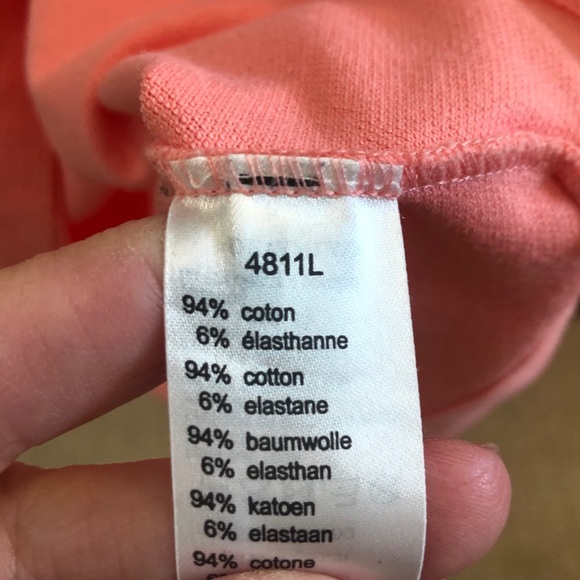 4811L
94% coton
6% élasthanne
94% cotton
6% elastane
94% baumwolle
6% elasthan
94% katoen
6% elastaan
94% cotone